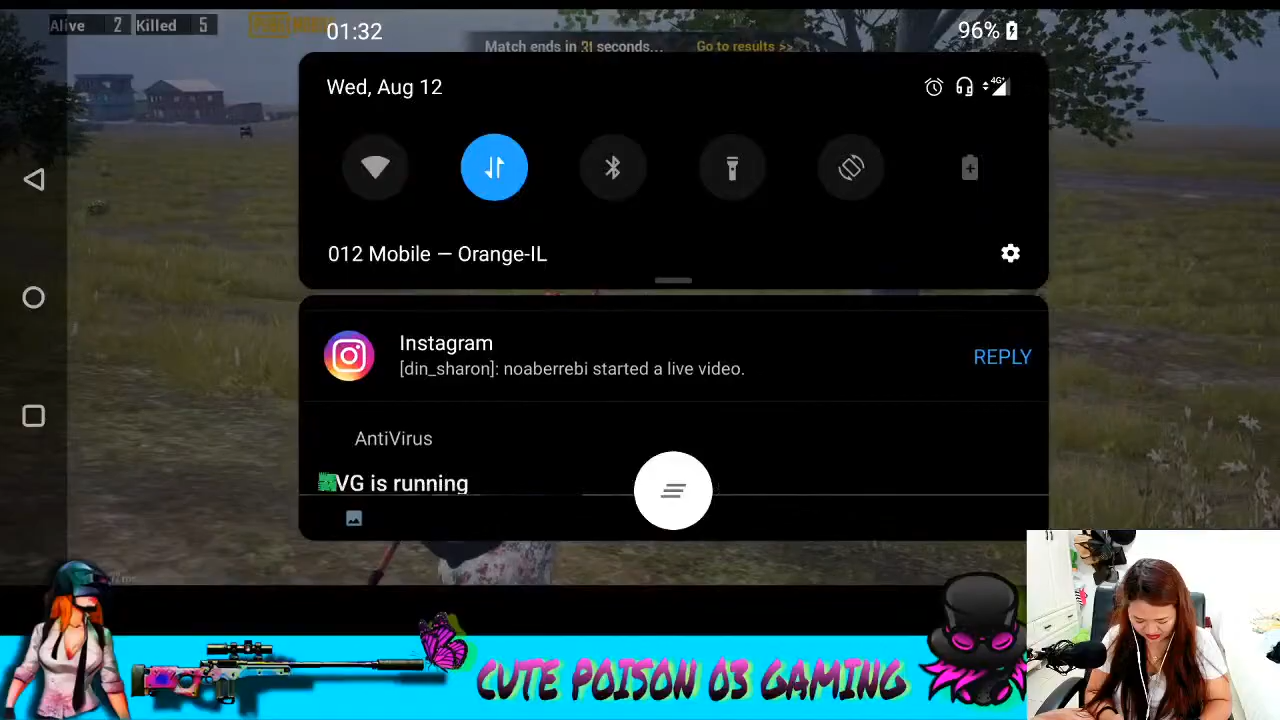 Alive 2 Killed 5
01:32
96%
Match ends in 31 seconds... Go to results >>
Wed, Aug 12
4G+
012 Mobile — Orange-IL
Instagram
[din_sharon]: noaberrebi started a live video.
REPLY
AntiVirus
VG is running
CUTE POISON 03 GAMING